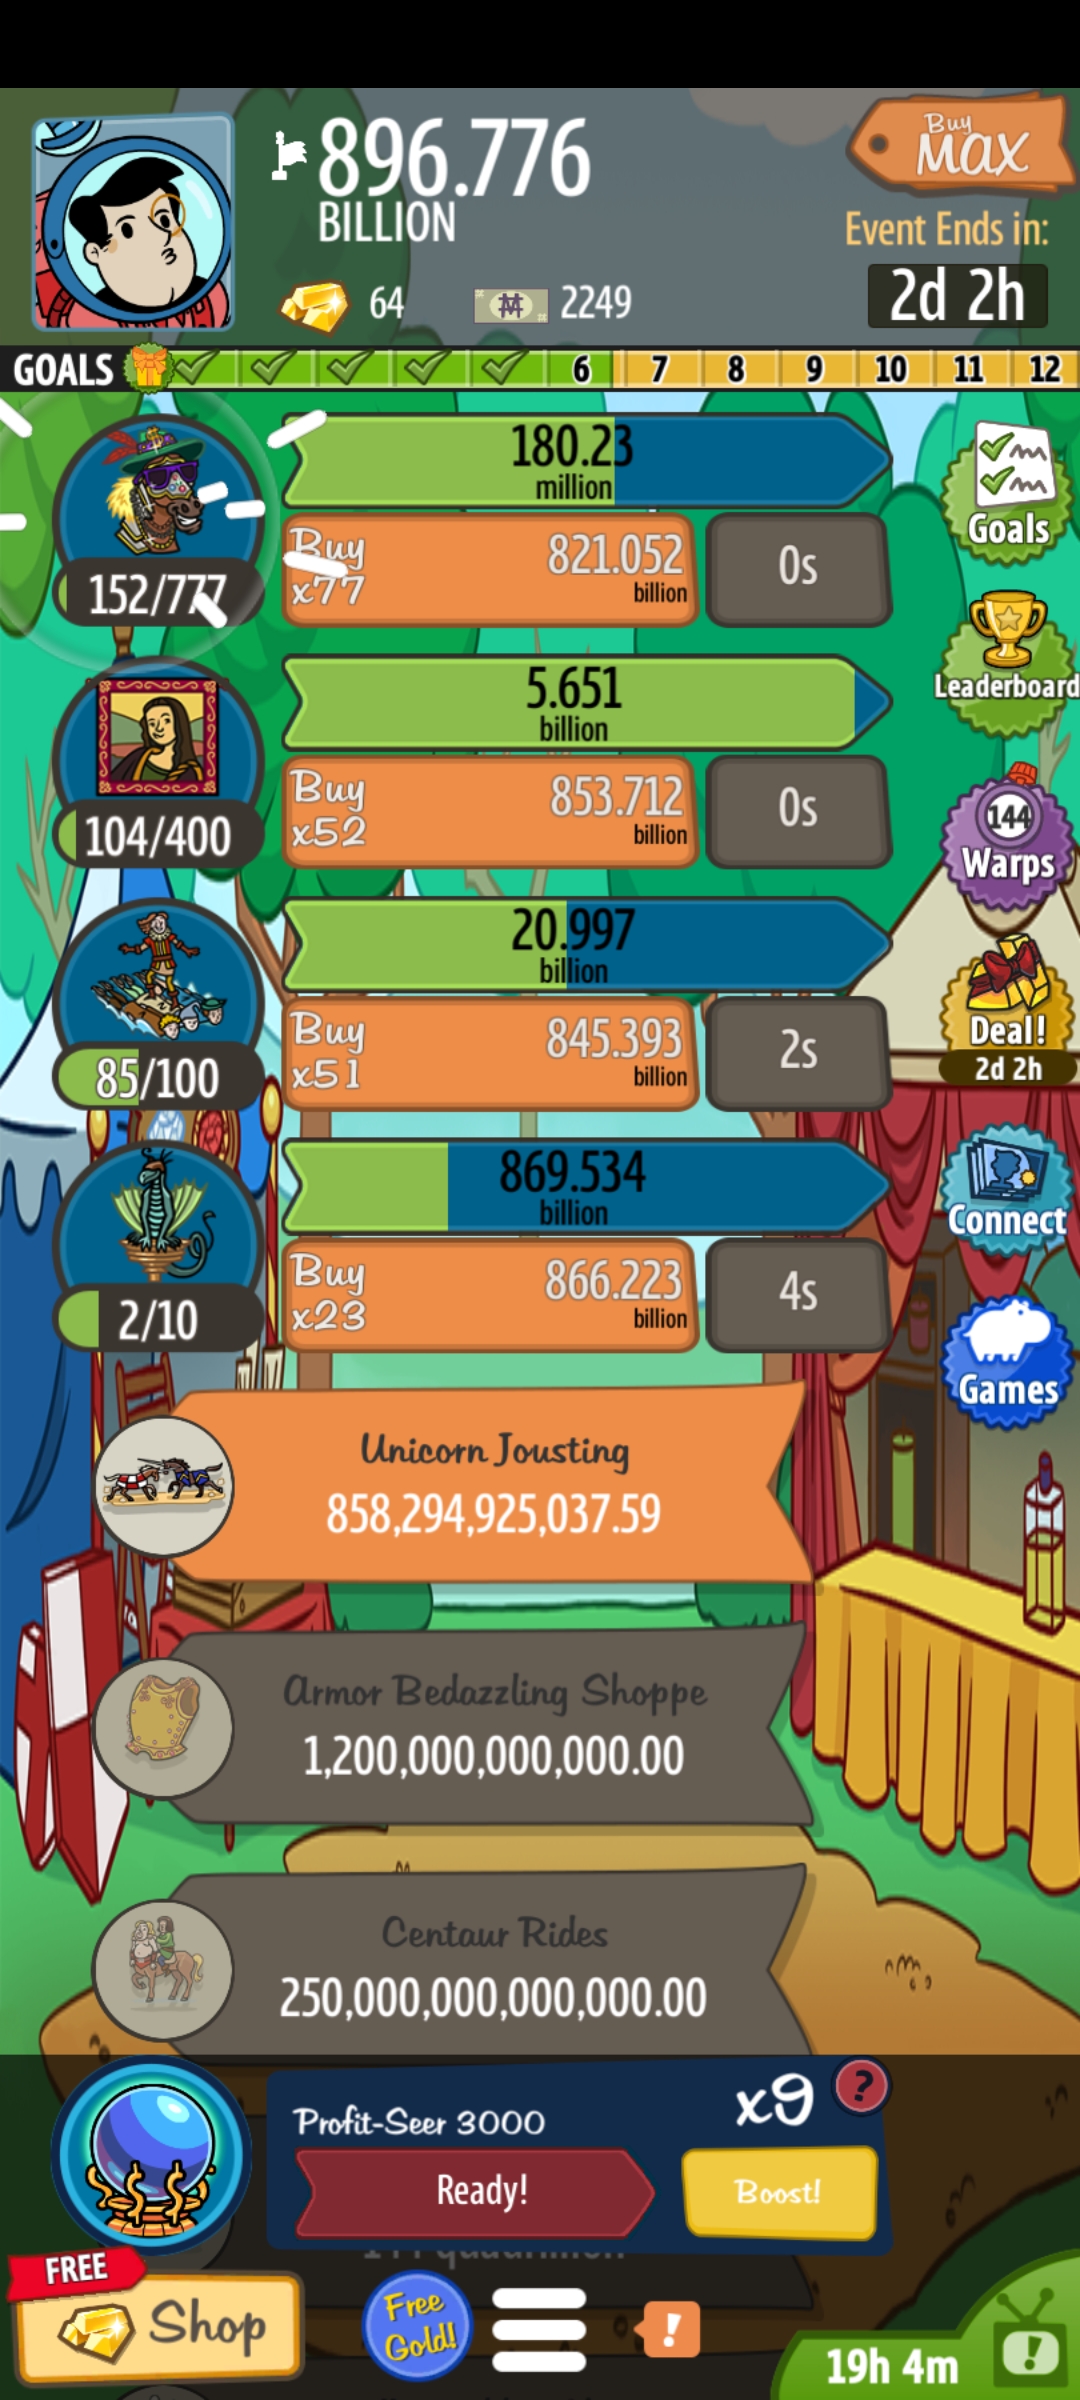 896.776
BILLION
Buy
MAX
Event Ends in:
2d 2h
64
2249
GOALS 6 7 8 9 10 11 12
180.23
million
Buy
x77
821.052
billion
0s
152/777
Goals
5.651
billion
Buy
x52
853.712
billion
0s
104/400
Leaderboard
144
Warps
20.997
billion
Buy
x51
845.393
billion
2s
85/100
Deal!
2d 2h
869.534
billion
Buy
x23
866.223
billion
4s
2/10
Connect
Games
Unicorn Jousting
858,294,925,037.59
Armor Bedazzling Shoppe
1,200,000,000,000.00
Centaur Rides
250,000,000,000,000.00
Profit-Seer 3000
x9
?
Ready!
Boost!
FREE
Shop
Free
Gold!
!
19h 4m
!